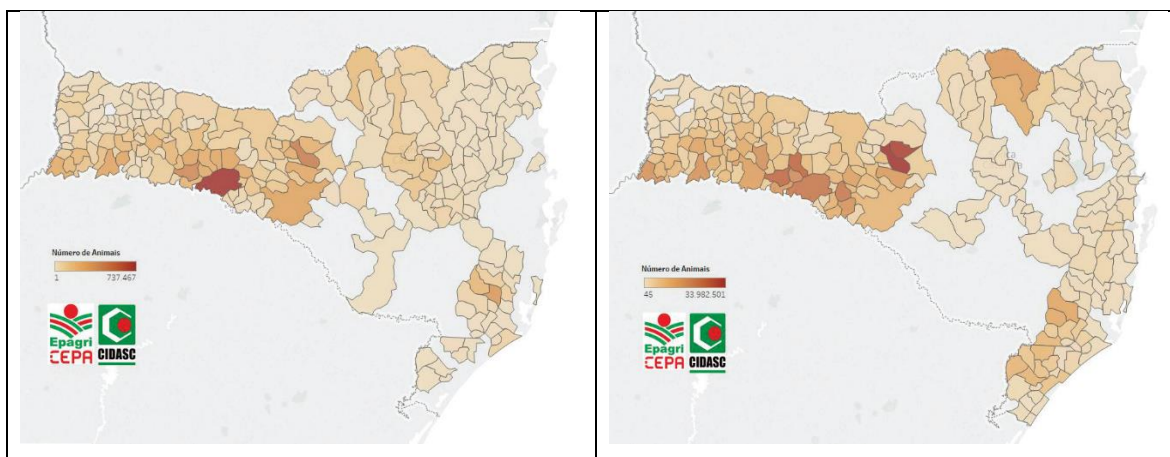 Número de Animais
1 737.467
Epagri
CEPA CIDASC
Número de Animais
45 33.982.501
Epagri
CEPA CIDASC